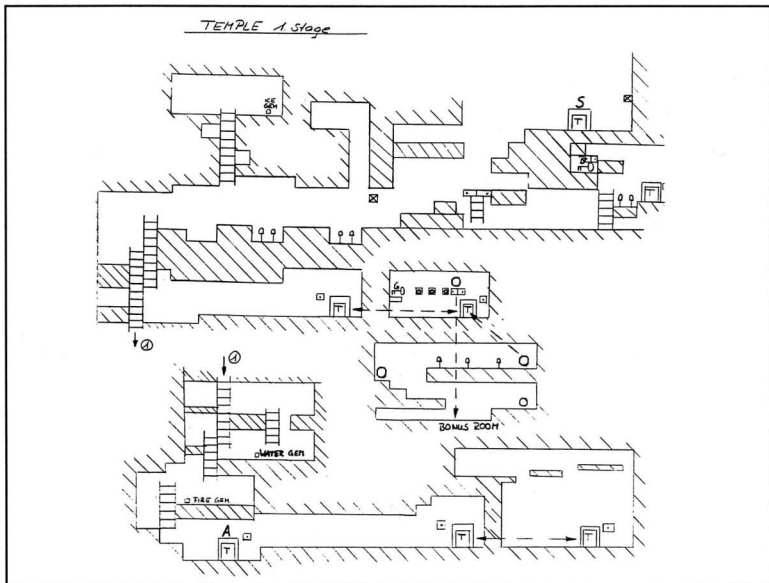 TEMPLE 1. Stage
ICE
GEM
S
T
T
G
O
T
T
①
①
O
O
O
BONUS ROOM
WATER GEM
FIRE GEM
A
T
T
T